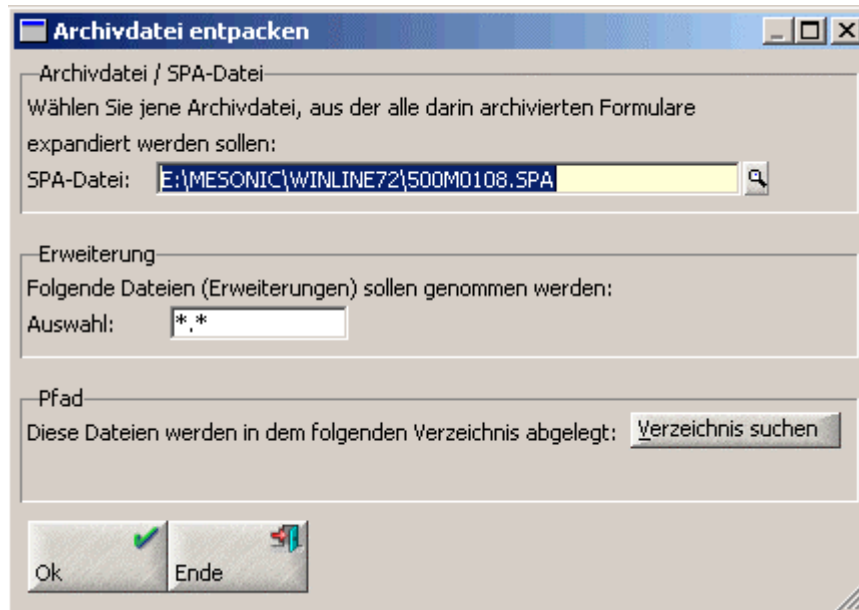 Archivdatei entpacken
Archivdatei / SPA-Datei
Wählen Sie jene Archivdatei, aus der alle darin archivierten Formulare
expandiert werden sollen:
SPA-Datei: E:\MESONIC\WINLINE72\500M0108.SPA
Erweiterung
Folgende Dateien (Erweiterungen) sollen genommen werden:
Auswahl: *.*
Pfad
Diese Dateien werden in dem folgenden Verzeichnis abgelegt: Verzeichnis suchen
Ok Ende